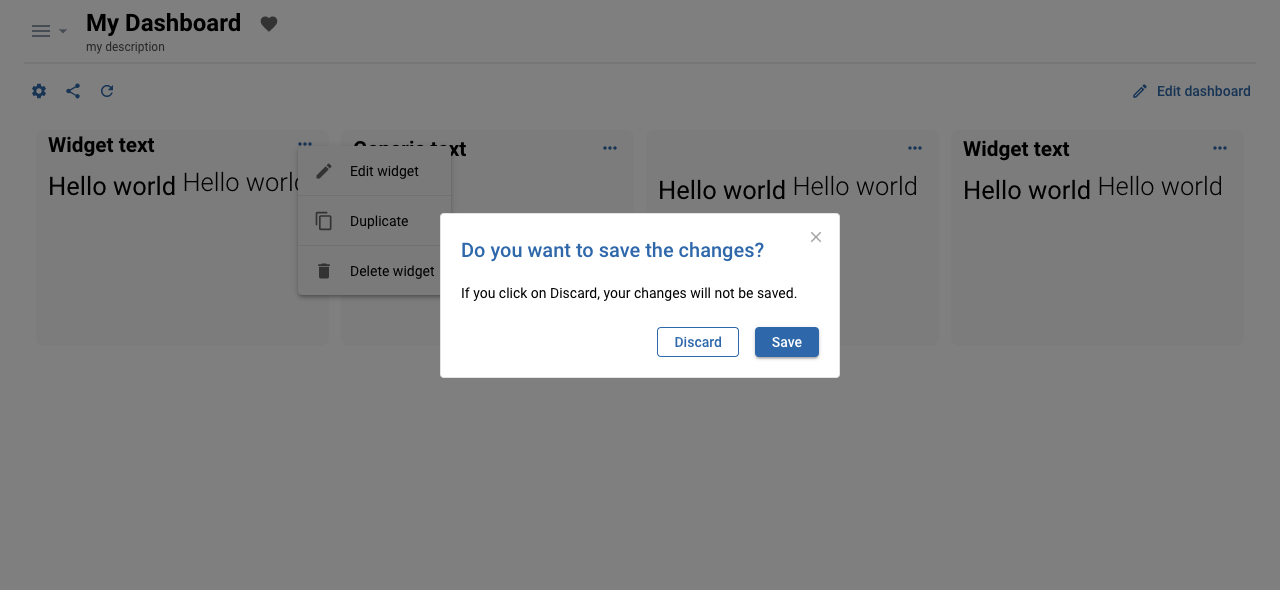 My Dashboard
my description
Edit dashboard
Widget text
Hello world Hello world
Edit widget
Duplicate
Delete widget
text
Hello world Hello world
Widget text
Hello world Hello world
Do you want to save the changes?
If you click on Discard, your changes will not be saved.
Discard
Save